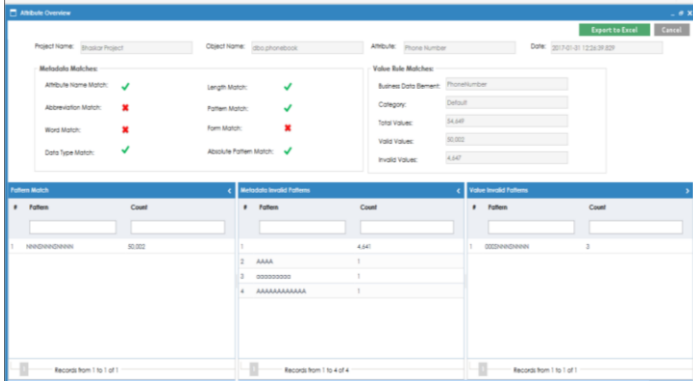 Attribute Overview
Export to Excel Cancel
Project Name: Bhaskar Project Object Name: dbo.phonebook Attribute: Phone Number Date: 2017-01-31 12:26:39.829
Metadata Matches: Value Rule Matches:
Attribute Name Match: Length Match: Business Data Element: PhoneNumber
Abbreviation Match: Pattern Match: Category: Default
Word Match: Form Match: Total Values: 54,649
Data Type Match: Absolute Pattern Match: Valid Values: 50,002
Invalid Values: 4,647
Pattern Match Metadata Invalid Patterns Value Invalid Patterns
# Pattern Count # Pattern Count # Pattern Count
1 50,002 1 4,641 1
2 AAAA 1
3 1
4 AAAAAAAAAAAA 1
Records from 1 to 1 of 1 Records from 1 to 4 of 4 Records from 1 to 1 of 1